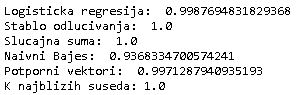 Logisticka regresija:  0.9987694831829368
Stablo odlucivanja:  1.0
Slucajna suma:  1.0
Naivni Bajes:  0.9368334700574241
Potporni vektori:  0.9971287940935193
K najblizih suseda: 1.0